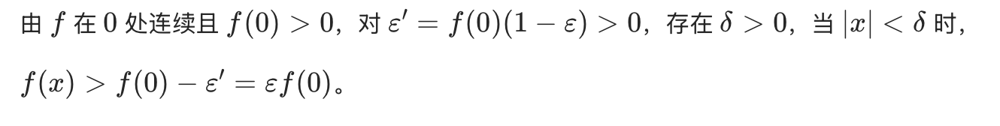 由 f 在 0 处连续且 f(0) > 0，对 ε′ = f(0)(1 − ε) > 0，存在 δ > 0，当 |x| < δ 时，
f(x) > f(0) − ε′ = εf(0)。